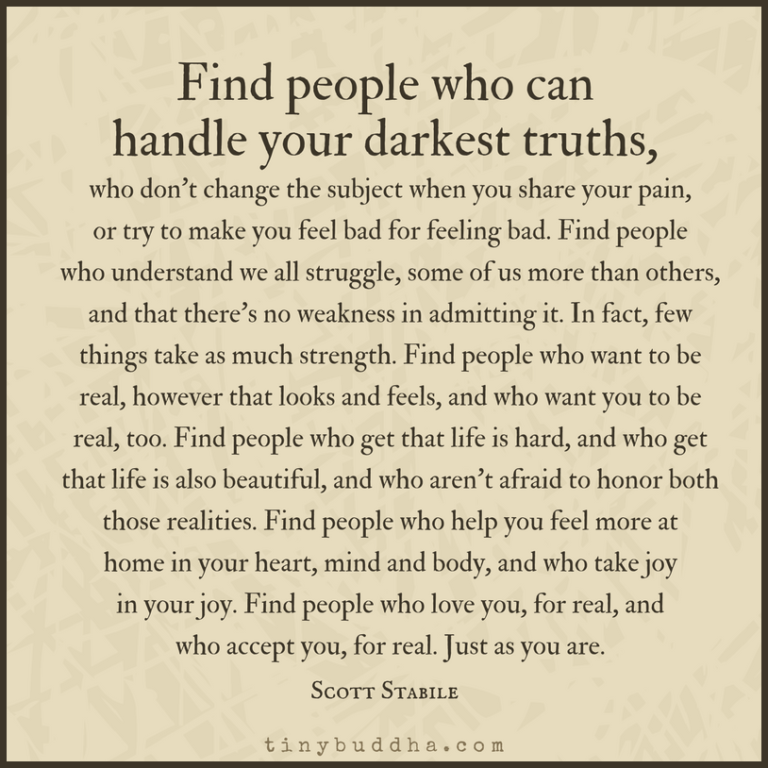 Find people who can
handle your darkest truths,
who don't change the subject when you share your pain,
or try to make you feel bad for feeling bad. Find people
who understand we all struggle, some of us more than others,
and that there's no weakness in admitting it. In fact, few
things take as much strength. Find people who want to be
real, however that looks and feels, and who want you to be
real, too. Find people who get that life is hard, and who get
that life is also beautiful, and who aren't afraid to honor both
those realities. Find people who help you feel more at
home in your heart, mind and body, and who take joy
in your joy. Find people who love you, for real, and
who accept you, for real. Just as you are.
Scott Stabile
tinybuddha.com